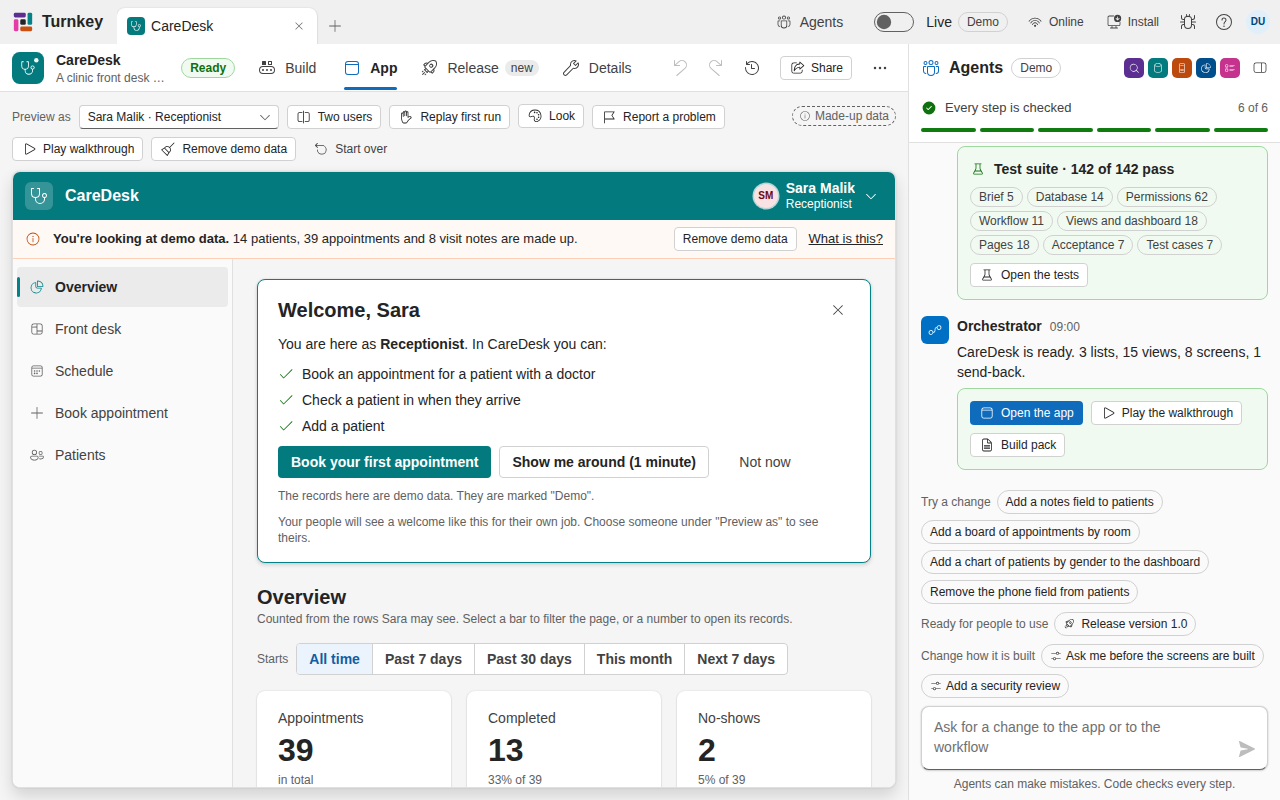 Turnkey
CareDesk
Agents
Live
Demo
Online
Install
DU
CareDesk
A clinic front desk …
Ready
Build
App
Release
new
Details
Share
Agents
Demo
Preview as
Sara Malik · Receptionist
Two users
Replay first run
Look
Report a problem
Made-up data
Play walkthrough
Remove demo data
Start over
Every step is checked
6 of 6
CareDesk
SM
Sara Malik
Receptionist
You're looking at demo data. 14 patients, 39 appointments and 8 visit notes are made up.
Remove demo data
What is this?
Overview
Front desk
Schedule
Book appointment
Patients
Welcome, Sara
You are here as Receptionist. In CareDesk you can:
Book an appointment for a patient with a doctor
Check a patient in when they arrive
Add a patient
Book your first appointment
Show me around (1 minute)
Not now
The records here are demo data. They are marked "Demo".
Your people will see a welcome like this for their own job. Choose someone under "Preview as" to see
theirs.
Overview
Counted from the rows Sara may see. Select a bar to filter the page, or a number to open its records.
Starts
All time
Past 7 days
Past 30 days
This month
Next 7 days
Appointments
39
in total
Completed
13
33% of 39
No-shows
2
5% of 39
Test suite · 142 of 142 pass
Brief 5
Database 14
Permissions 62
Workflow 11
Views and dashboard 18
Pages 18
Acceptance 7
Test cases 7
Open the tests
Orchestrator 09:00
CareDesk is ready. 3 lists, 15 views, 8 screens, 1
send-back.
Open the app
Play the walkthrough
Build pack
Try a change
Add a notes field to patients
Add a board of appointments by room
Add a chart of patients by gender to the dashboard
Remove the phone field from patients
Ready for people to use
Release version 1.0
Change how it is built
Ask me before the screens are built
Add a security review
Ask for a change to the app or to the
workflow
Agents can make mistakes. Code checks every step.